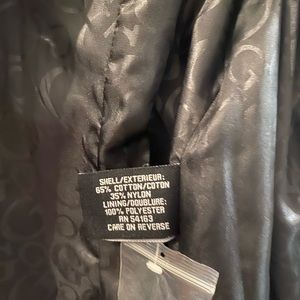 SHELL/EXTERIEUR:
65% COTTON/COTON
35% NYLON
LINING/DOUBLURE:
100% POLYESTER
RN 54163
CARE ON REVERSE